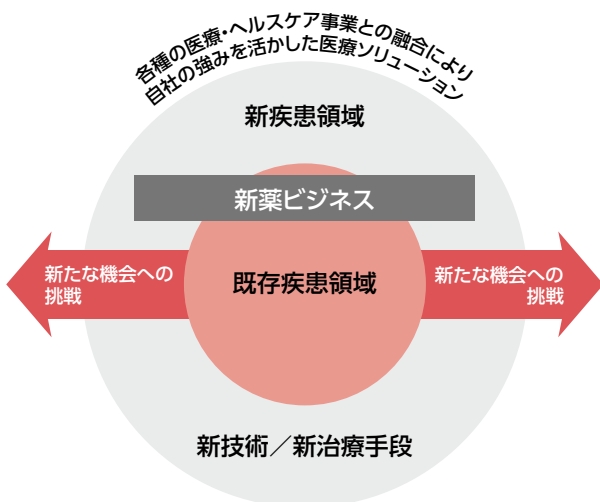 各種の医療・ヘルスケア事業との融合により
自社の強みを活かした医療ソリューション
新疾患領域
新薬ビジネス
新たな機会への
挑戦
既存疾患領域
新たな機会への
挑戦
新技術／新治療手段